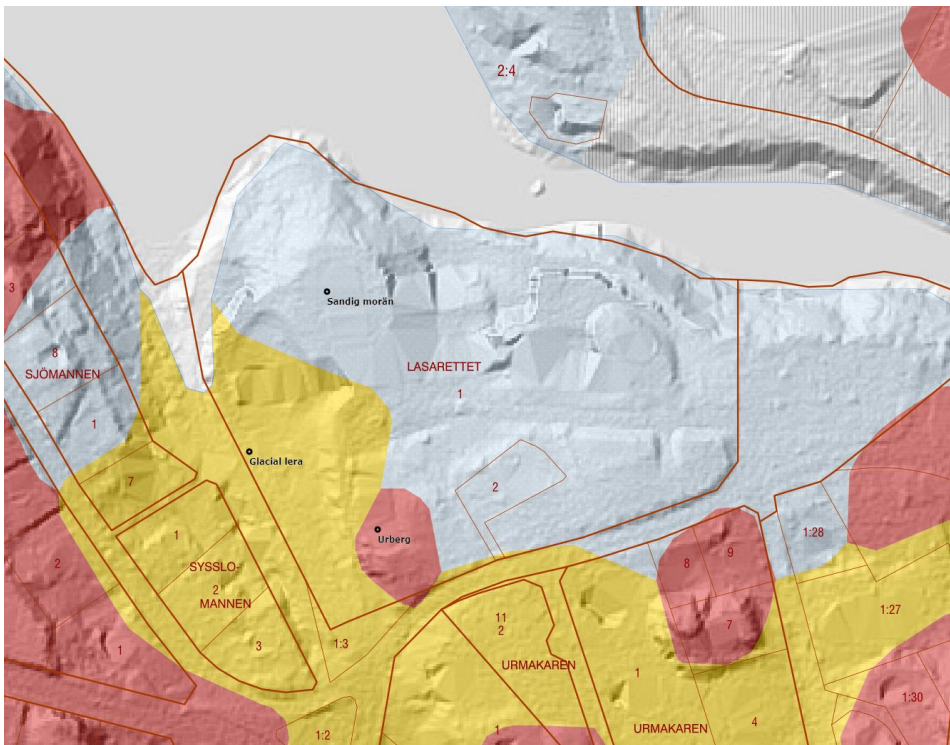 2:4
Sandig morän
3
8
SJÖMANNEN
LASARETTET
1
1
Glacial lera
7
2
1
Urberg
1:28
2
SYSSLO-
2
MANNEN
8
9
1
3
1:3
11
2
7
1:27
URMAKAREN
1
1:30
1:2
1
URMAKAREN
4